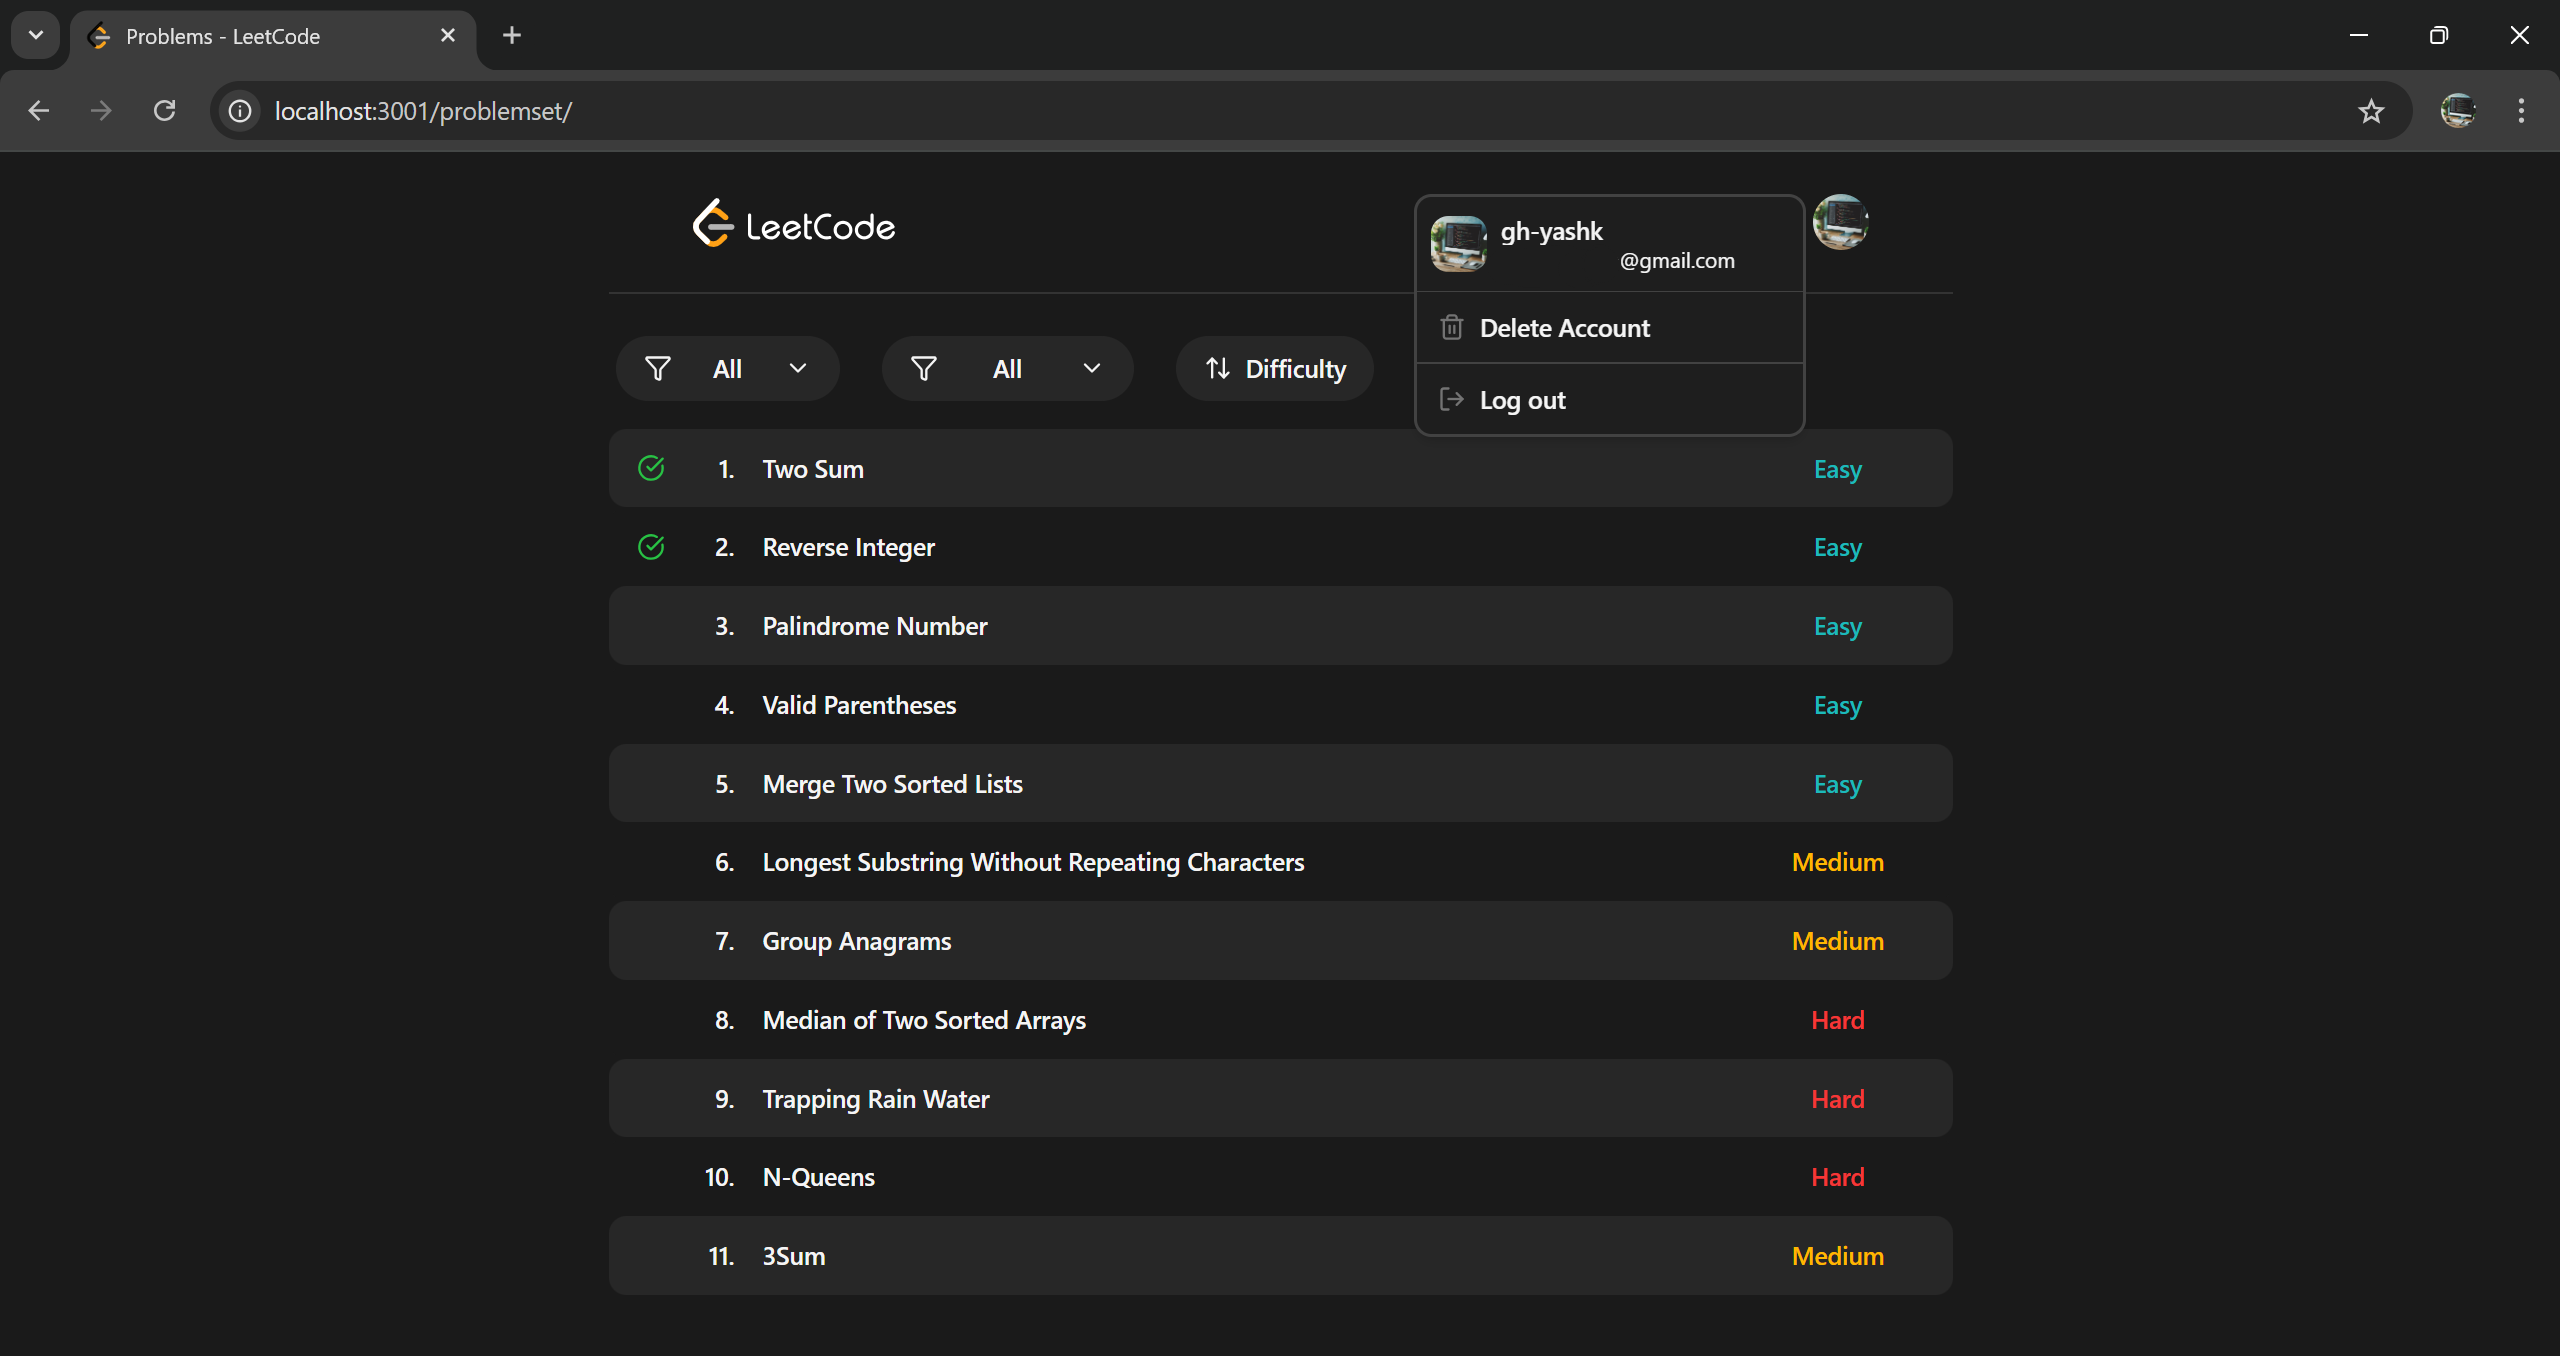 Problems - LeetCode
localhost:3001/problemset/
LeetCode
gh-yashk
@gmail.com
Delete Account
Log out
All
All
Difficulty
1. Two Sum Easy
2. Reverse Integer Easy
3. Palindrome Number Easy
4. Valid Parentheses Easy
5. Merge Two Sorted Lists Easy
6. Longest Substring Without Repeating Characters Medium
7. Group Anagrams Medium
8. Median of Two Sorted Arrays Hard
9. Trapping Rain Water Hard
10. N-Queens Hard
11. 3Sum Medium